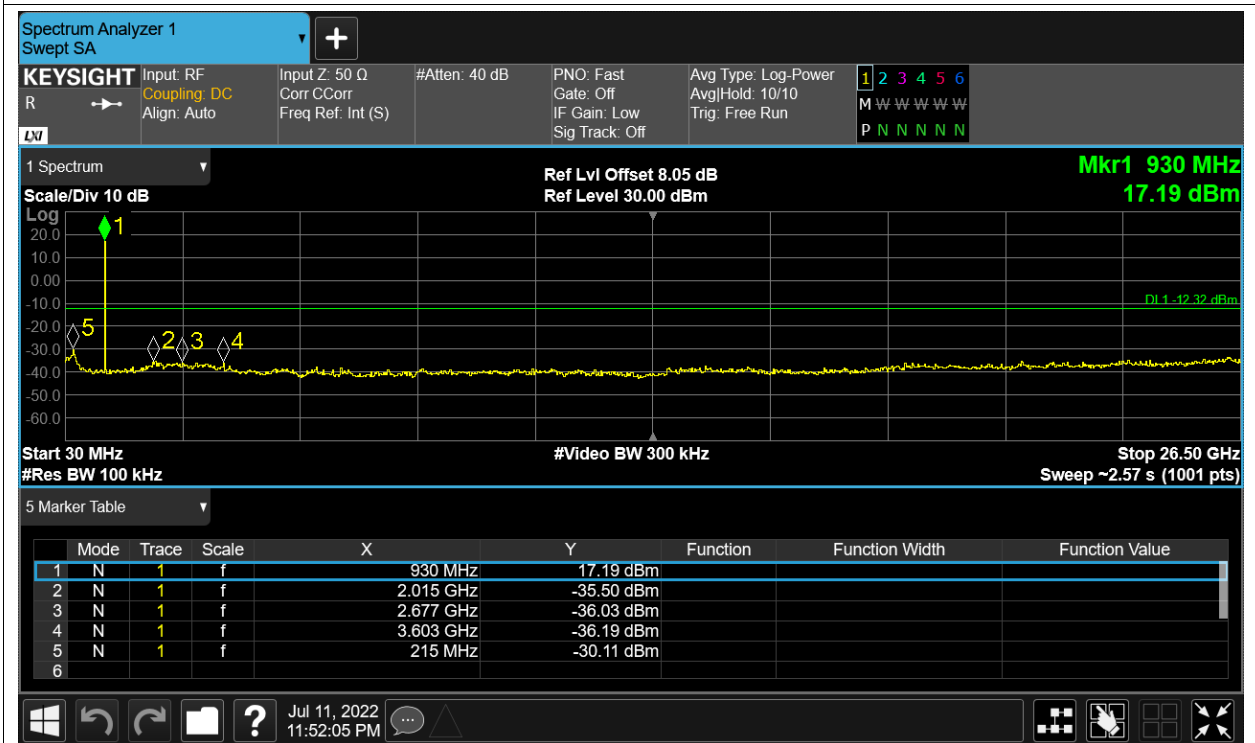 Spectrum Analyzer 1
Swept SA
+
KEYSIGHT Input: RF Input Z: 50 Ω #Atten: 40 dB PNO: Fast Avg Type: Log-Power 1 2 3 4 5 6
R Coupling: DC Corr CCorr Gate: Off Avg|Hold: 10/10 M W W W W W
Align: Auto Freq Ref: Int (S) IF Gain: Low Trig: Free Run
LXI Sig Track: Off P N N N N N
1 Spectrum Ref Lvl Offset 8.05 dB Mkr1 930 MHz
Scale/Div 10 dB Ref Level 30.00 dBm 17.19 dBm
Log
1
20.0
10.0
0.00
-10.0 DL1 -12.32 dBm
-20.0 5
2 3 4
-30.0
-40.0
-50.0
-60.0
Start 30 MHz #Video BW 300 kHz Stop 26.50 GHz
#Res BW 100 kHz Sweep ~2.57 s (1001 pts)
5 Marker Table
Mode Trace Scale X Y Function Function Width Function Value
1 N 1 f 930 MHz 17.19 dBm
2 N 1 f 2.015 GHz -35.50 dBm
3 N 1 f 2.677 GHz -36.03 dBm
4 N 1 f 3.603 GHz -36.19 dBm
5 N 1 f 215 MHz -30.11 dBm
6
? Jul 11, 2022
11:52:05 PM